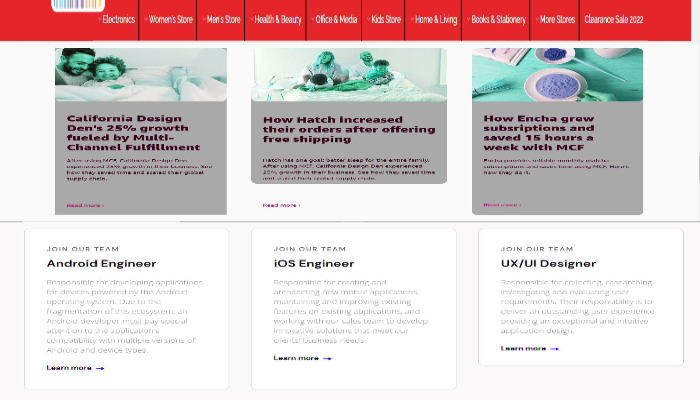 Electronics Women's Store Men's Store Health & Beauty Office & Media Kids Store Home & Living Books & Stationery More Stores Clearance Sale 2022
California Design
Den's 25% growth
fueled by Multi-
Channel Fulfillment
After using MCF, California Design Den
experienced 25% growth in their business. See
how they saved time and scaled their global
supply chain.
Read more ›
How Hatch increased
their orders after offering
free shipping
Hatch has one goal: better sleep for the entire family.
After using MCF, California Design Den experienced
25% growth in their business. See how they saved time
and scaled their global supply chain.
Read more ›
How Encha grew
subsriptions and
saved 15 hours a
week with MCF
Encha provides reliable monthly matcha
subscriptions and saves time using MCF. Here's
how they do it.
Read more ›
JOIN OUR TEAM
Android Engineer
Responsible for developing applications
for devices powered by the Android
operating system. Due to the
fragmentation of this ecosystem, an
Android developer must pay special
attention to the application's
compatibility with multiple versions of
Android and device types.
Learn more →
JOIN OUR TEAM
iOS Engineer
Responsible for creating and
architecting new mobile applications,
maintaining and improving existing
features on existing applications, and
working with our sales team to develop
innovative solutions that meet our
clients' business needs.
Learn more →
JOIN OUR TEAM
UX/UI Designer
Responsible for collecting, researching,
investigating and evaluating user
requirements. Their responsibility is to
deliver an outstanding user-experience
providing an exceptional and intuitive
application design.
Learn more →